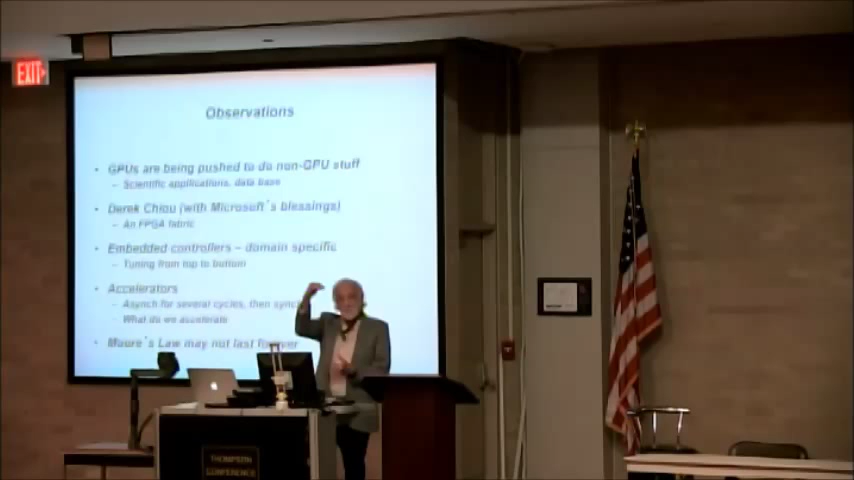 EXIT
Observations
• GPUs are being pushed to do non-GPU stuff
– Scientific applications, data base
• Derek Chiou (with Microsoft's blessings)
– An FPGA fabric
• Embedded controllers – domain specific
– Tuning from top to bottom
• Accelerators
– Asynch for several cycles, then sync
– What do we accelerate
• Moore's Law may not last forever
THOMPSON
CONFERENCE